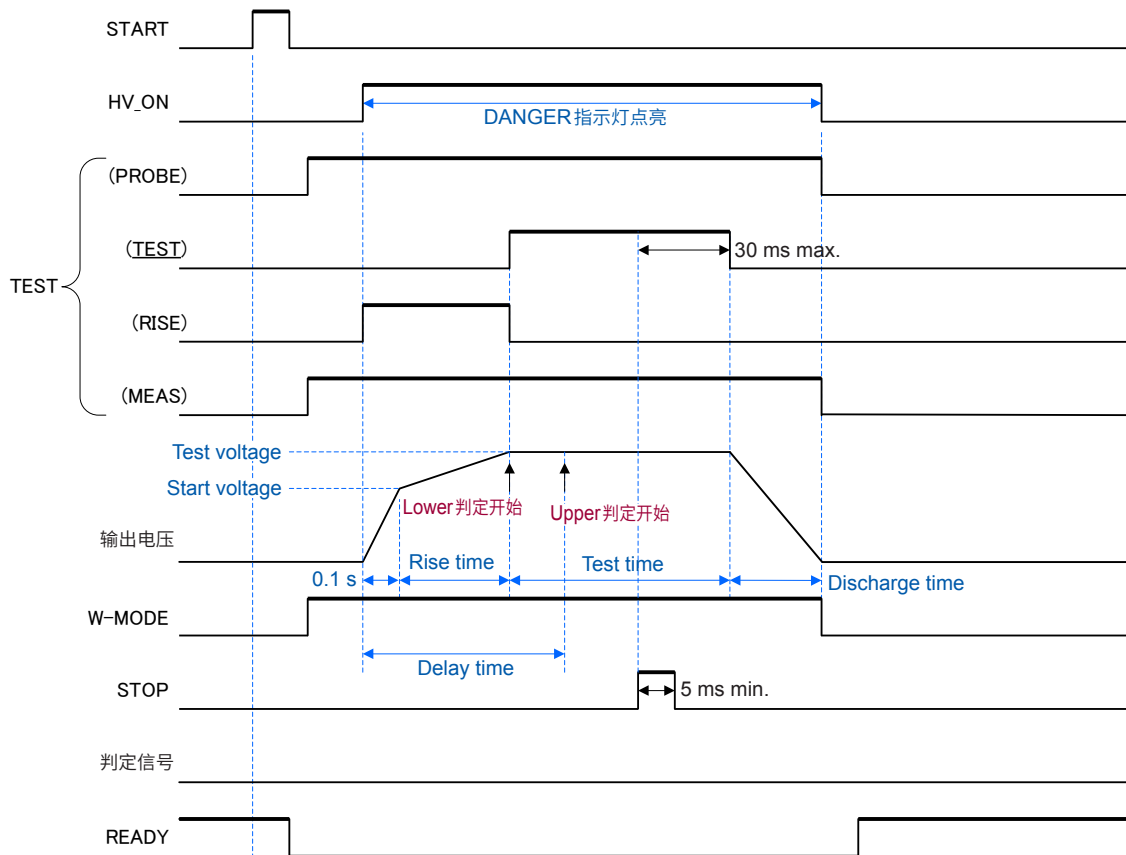 START
HV_ON
DANGER指示灯点亮
(PROBE)
(TEST)
30 ms max.
TEST
(RISE)
(MEAS)
Test voltage
Start voltage
Lower判定开始
Upper判定开始
输出电压
0.1 s
Rise time
Test time
Discharge time
W-MODE
Delay time
STOP
5 ms min.
判定信号
READY